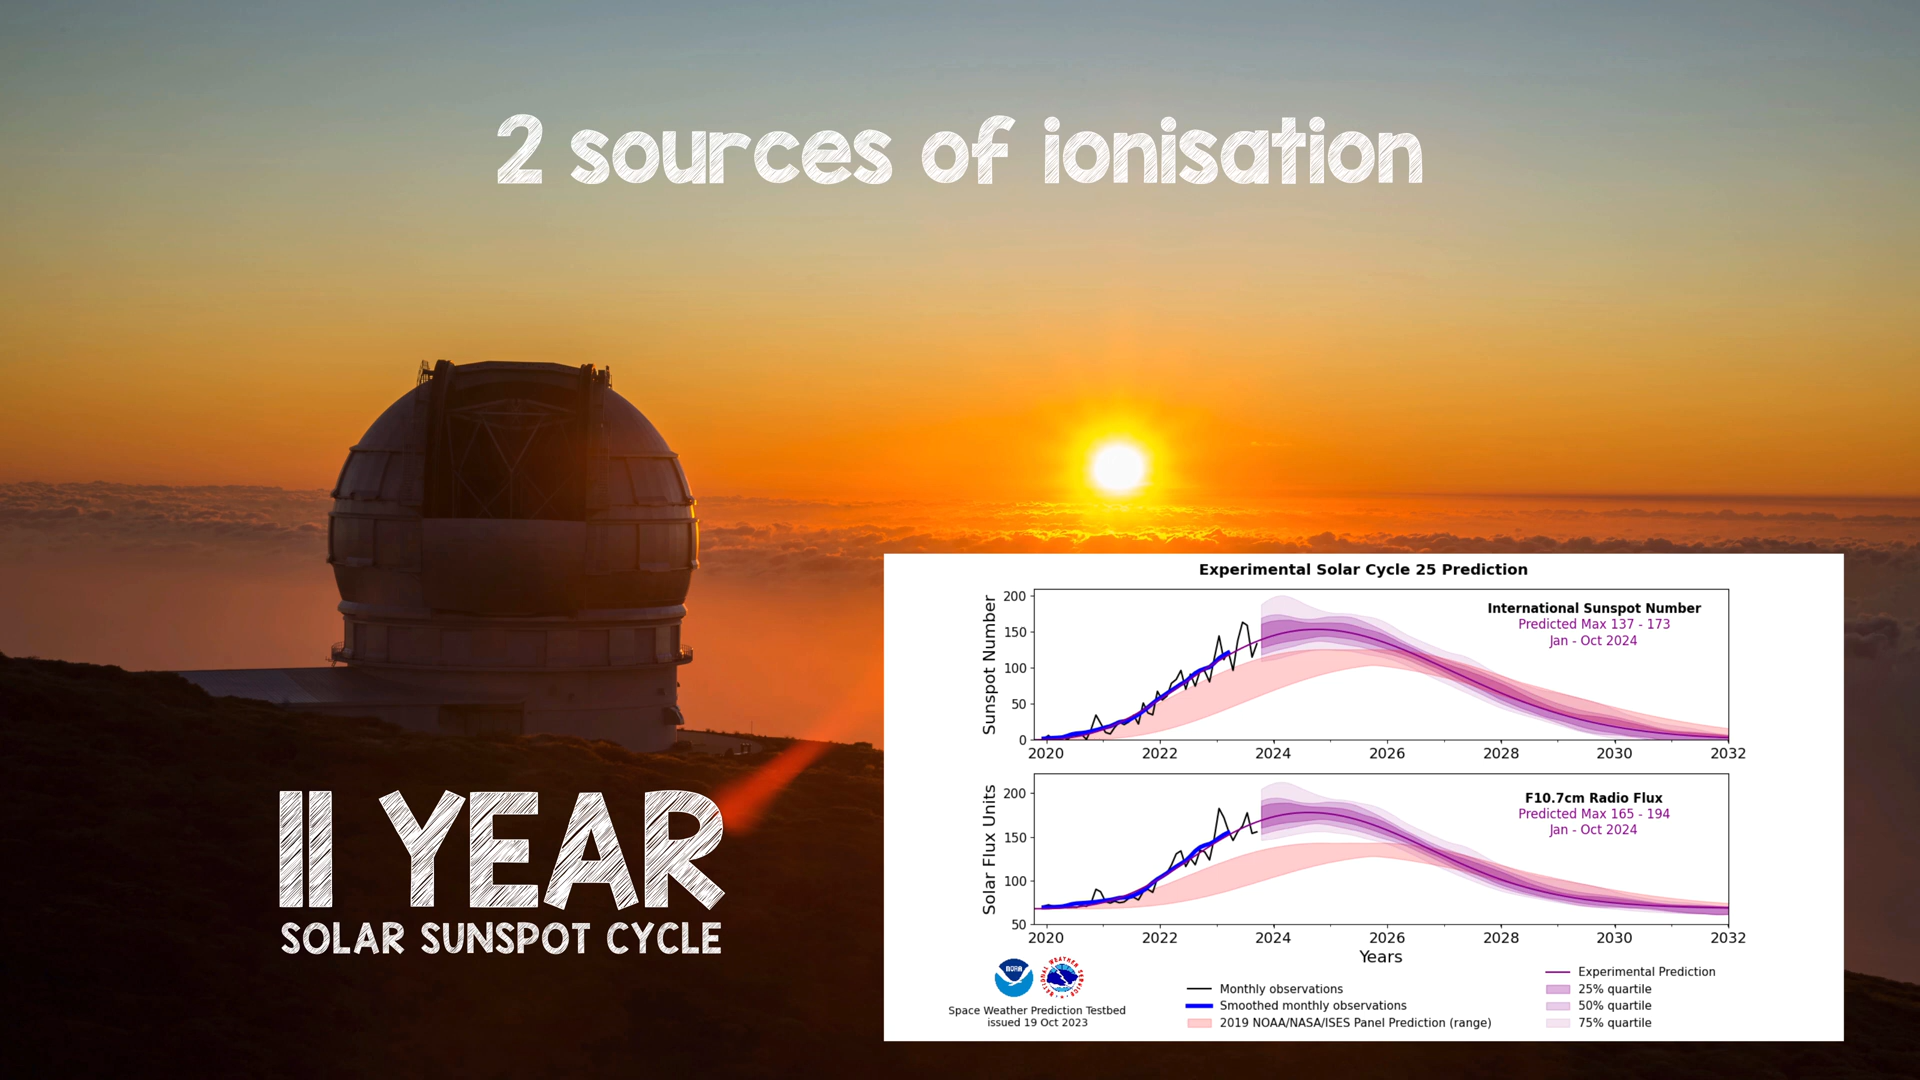 2 sources of ionisation
11 YEAR
SOLAR SUNSPOT CYCLE
Experimental Solar Cycle 25 Prediction
Sunspot Number
200
150
100
50
0
International Sunspot Number
Predicted Max 137 - 173
Jan - Oct 2024
2020 2022 2024 2026 2028 2030 2032
Solar Flux Units
200
150
100
50
F10.7cm Radio Flux
Predicted Max 165 - 194
Jan - Oct 2024
2020 2022 2024 2026 2028 2030 2032
Years
NOAA
NATIONAL WEATHER SERVICE
Space Weather Prediction Testbed
issued 19 Oct 2023
Monthly observations
Smoothed monthly observations
2019 NOAA/NASA/ISES Panel Prediction (range)
Experimental Prediction
25% quartile
50% quartile
75% quartile